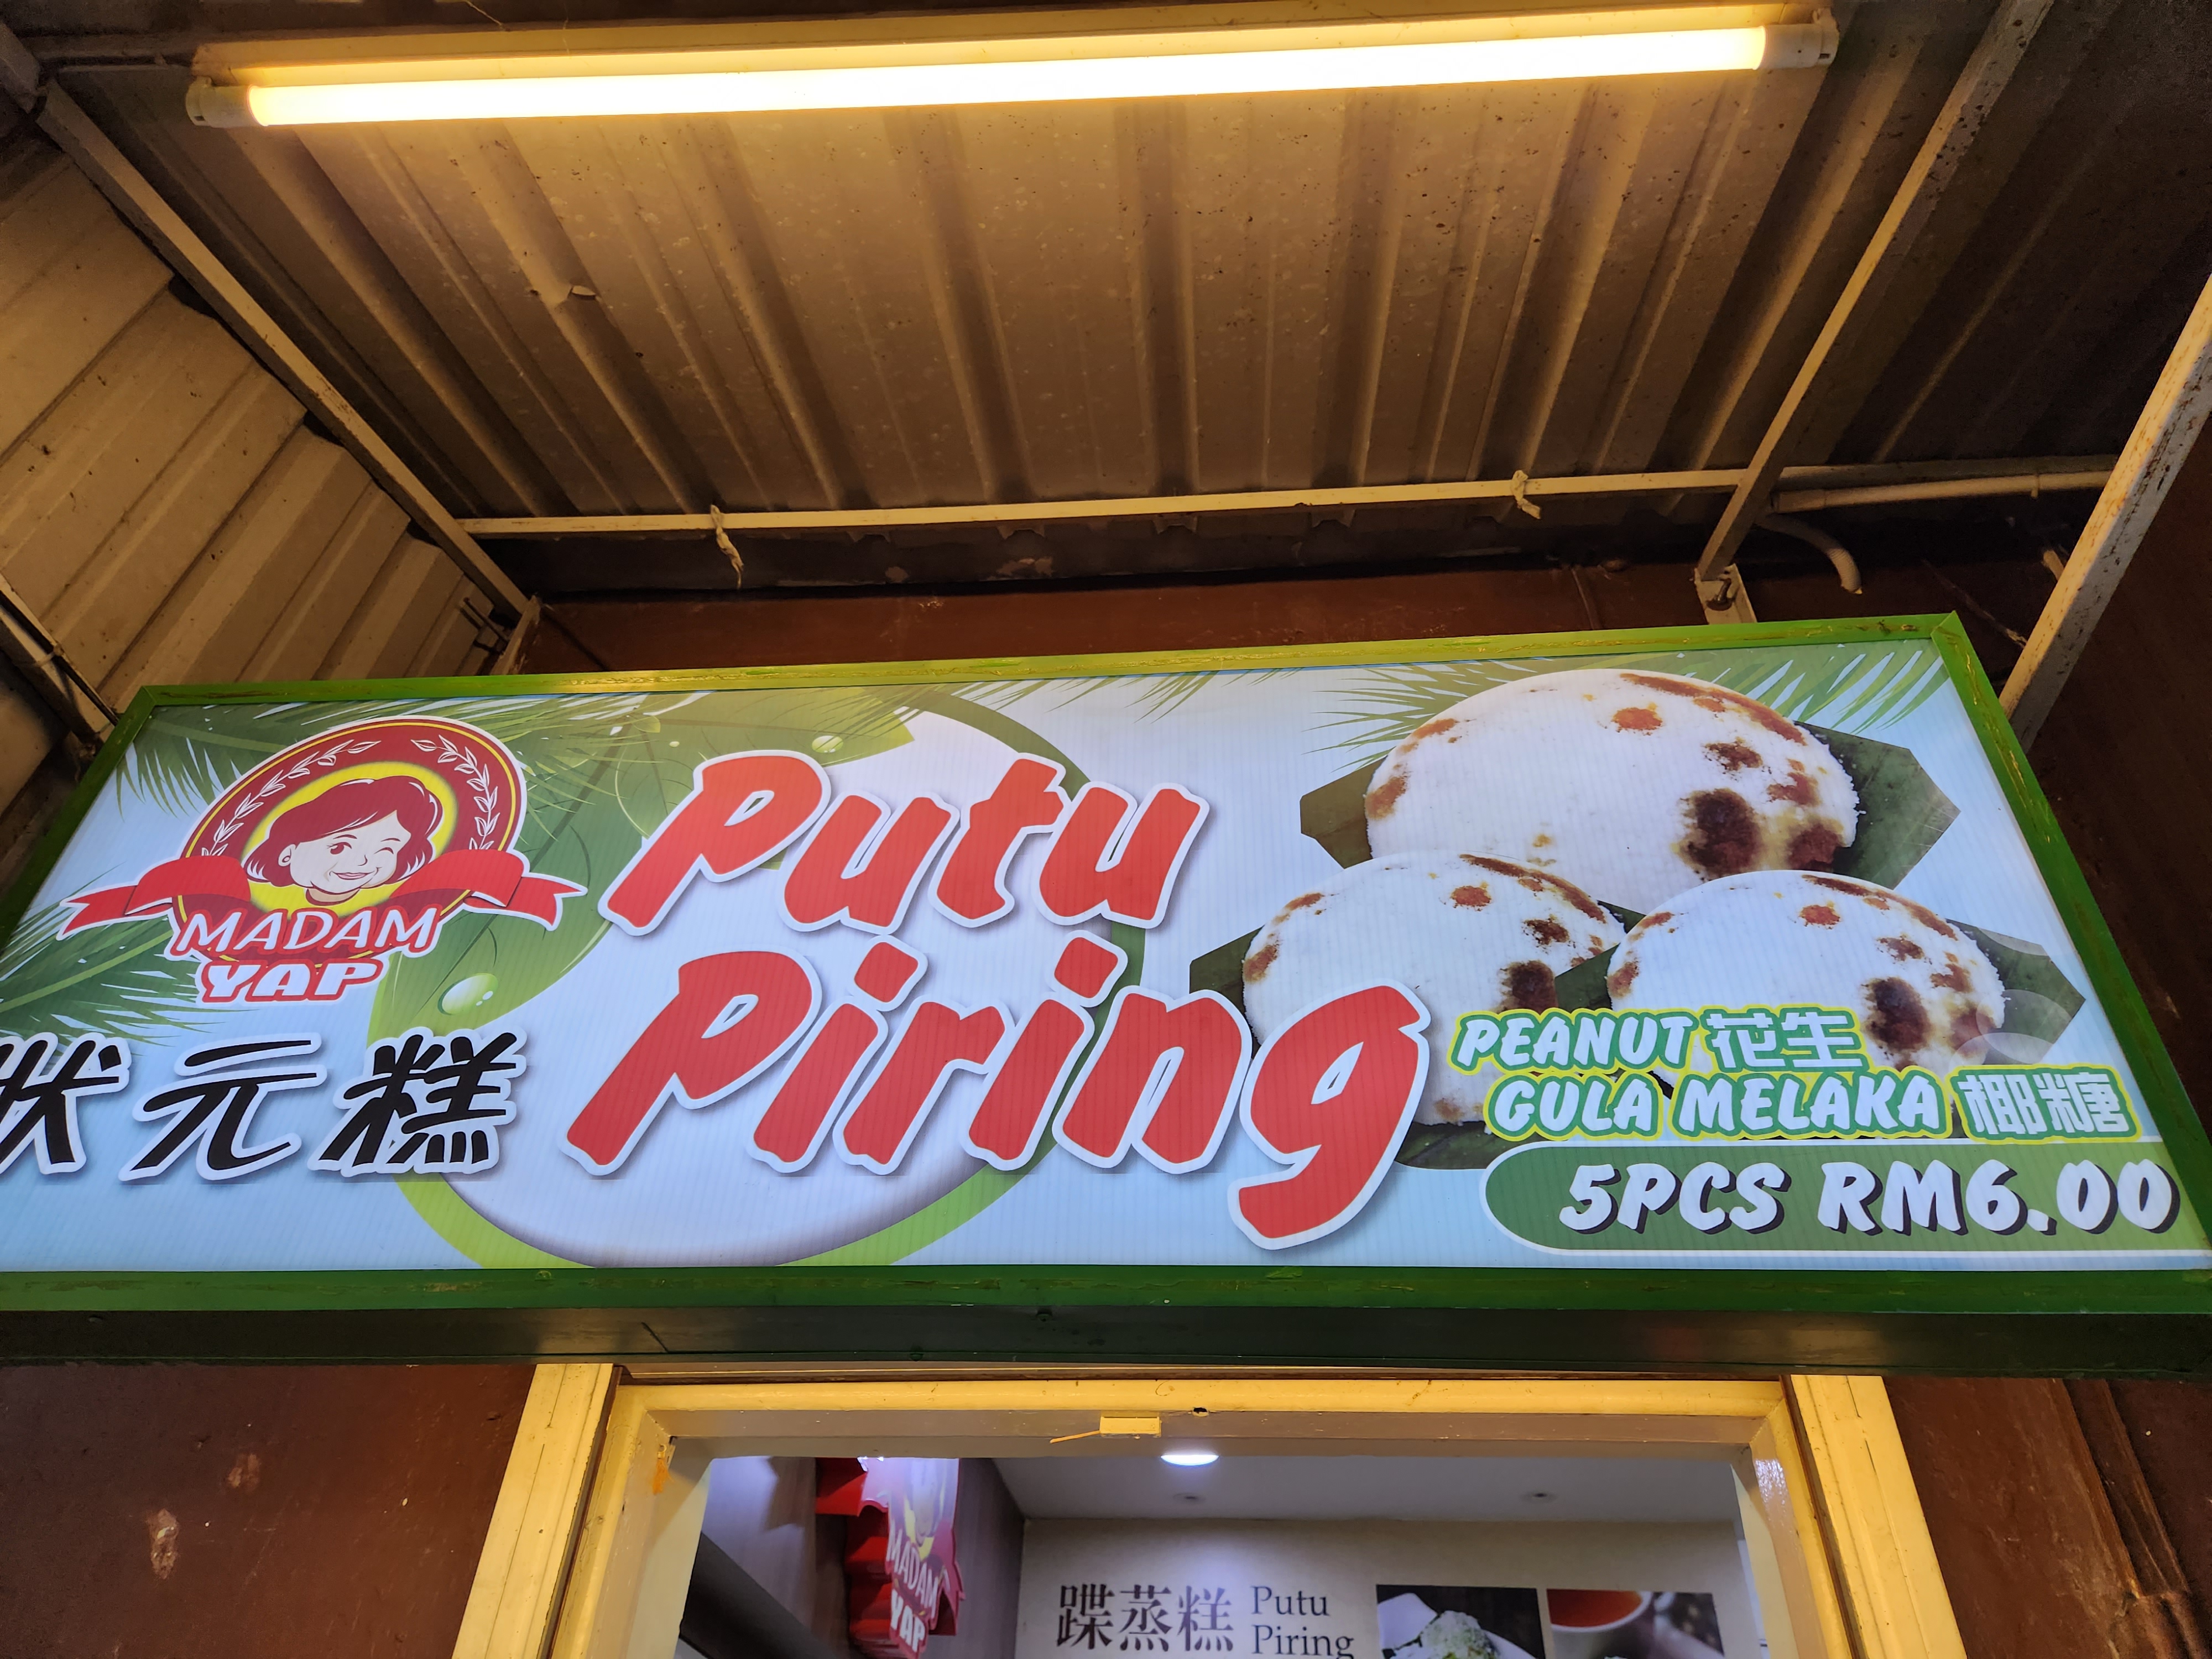 MADAM
YAP
状元糕
Putu
Piring
PEANUT 花生
GULA MELAKA 椰糖
5PCS RM6.00
MADAM
YAP
蹀蒸糕
Putu
Piring